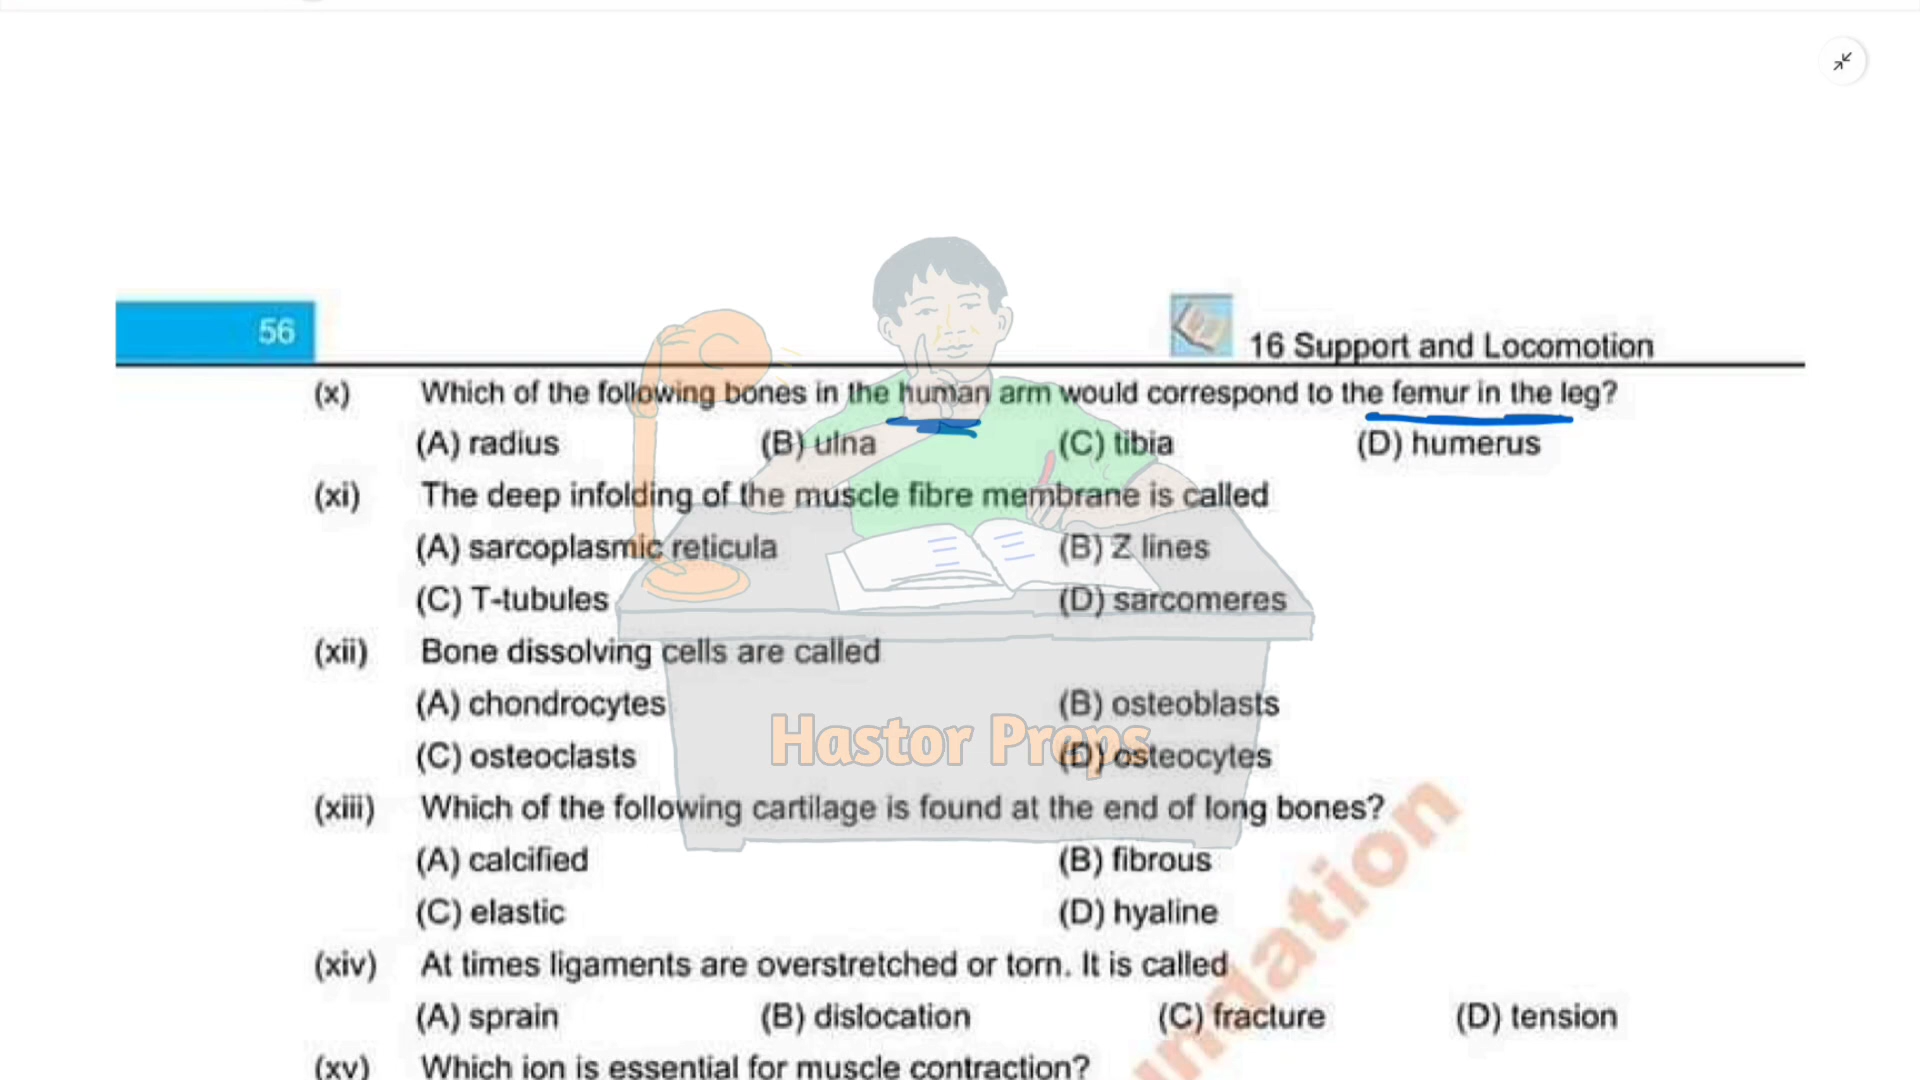 56
16 Support and Locomotion
(x) Which of the following bones in the human arm would correspond to the femur in the leg?
(A) radius (B) ulna (C) tibia (D) humerus
(xi) The deep infolding of the muscle fibre membrane is called
(A) sarcoplasmic reticula (B) Z lines
(C) T-tubules (D) sarcomeres
(xii) Bone dissolving cells are called
(A) chondrocytes (B) osteoblasts
Hastor Preps
(C) osteoclasts (D) osteocytes
(xiii) Which of the following cartilage is found at the end of long bones?
(A) calcified (B) fibrous
(C) elastic (D) hyaline
ndation
(xiv) At times ligaments are overstretched or torn. It is called
(A) sprain (B) dislocation (C) fracture (D) tension
(xv) Which ion is essential for muscle contraction?